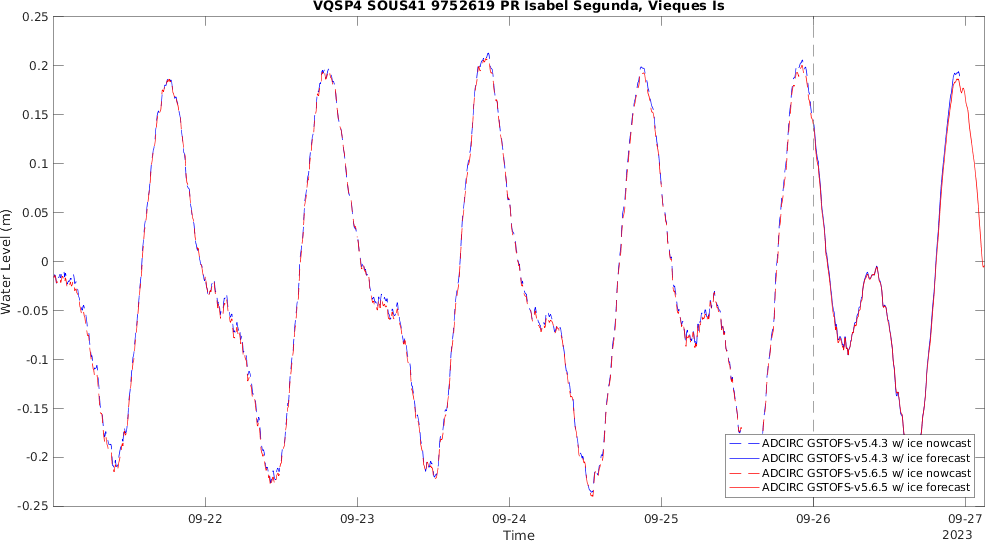 VQSP4 SOUS41 9752619 PR Isabel Segunda, Vieques Is
0.25
0.2
0.15
0.1
0.05
0
-0.05
-0.1
-0.15
-0.2
-0.25
Water Level (m)
ADCIRC GSTOFS-v5.4.3 w/ ice nowcast
ADCIRC GSTOFS-v5.4.3 w/ ice forecast
ADCIRC GSTOFS-v5.6.5 w/ ice nowcast
ADCIRC GSTOFS-v5.6.5 w/ ice forecast
09-22 09-23 09-24 09-25 09-26 09-27
Time 2023